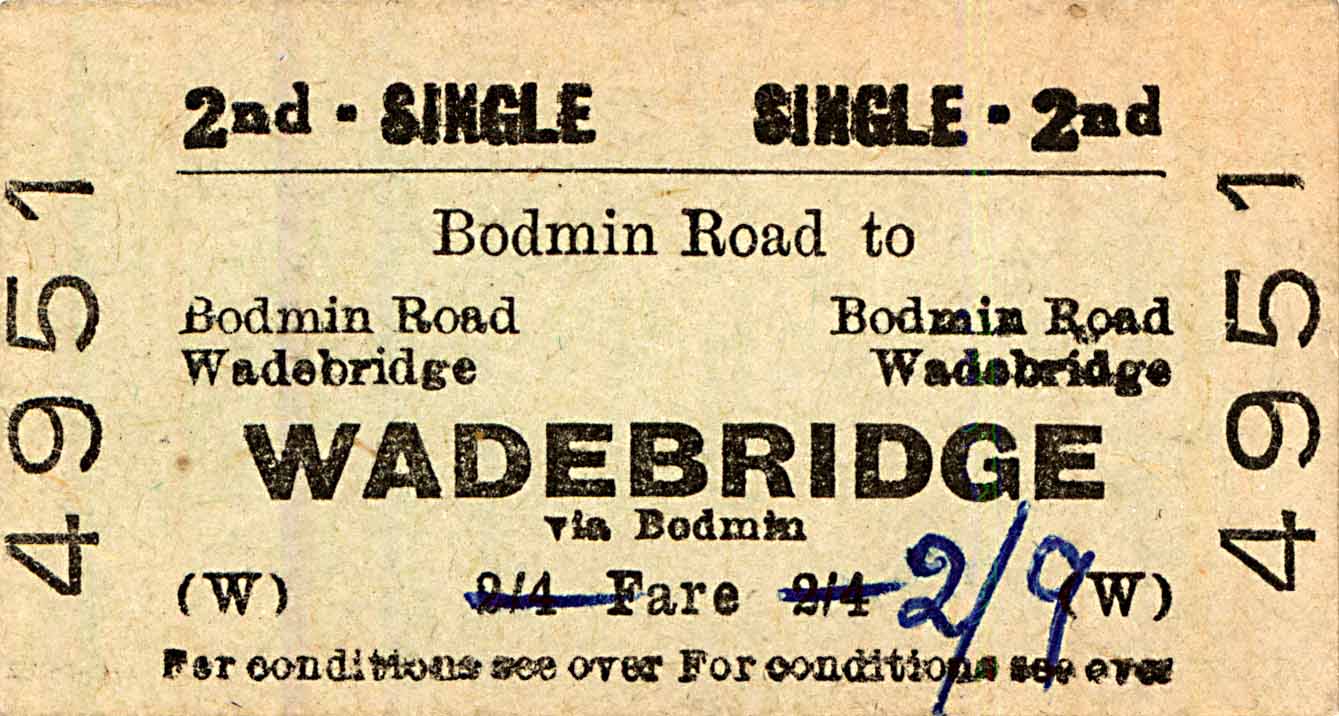 2nd · SINGLE SINGLE · 2nd
Bodmin Road to
Bodmin Road Bodmin Road
Wadebridge Wadebridge
WADEBRIDGE
via Bodmin
(W) 2/4 Fare 2/4 2/9 (W)
For conditions see over For conditions see over
4951
4951